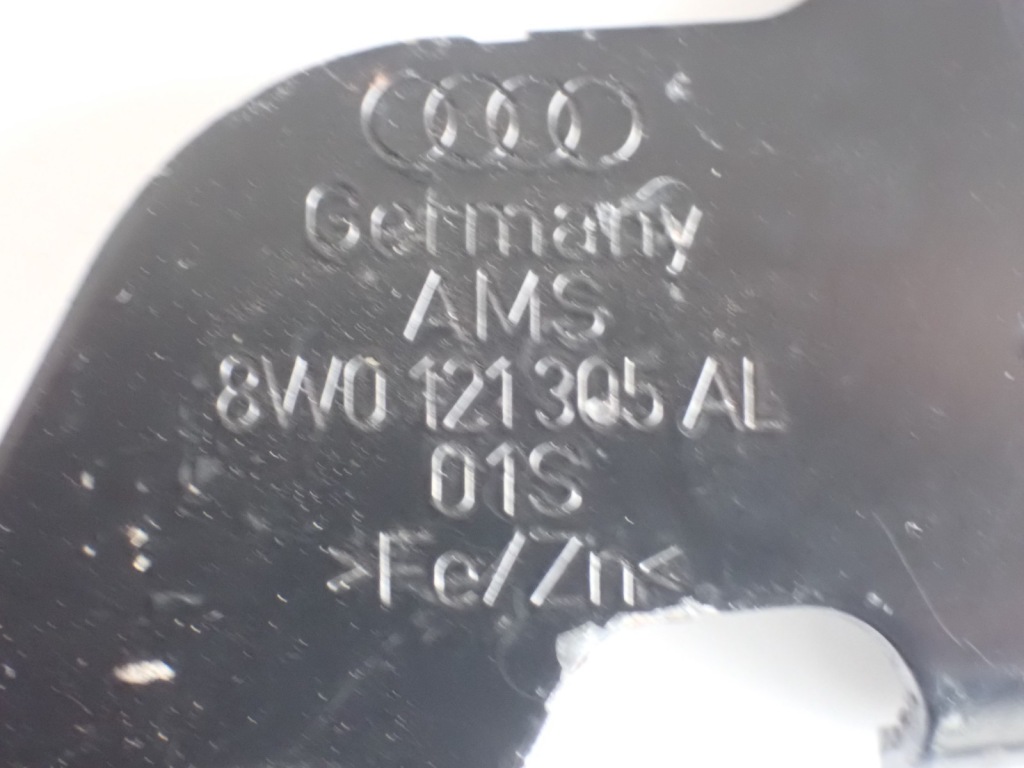 Germany
AMS
8W0 121 305 AL
01S
>Fe//Zn<